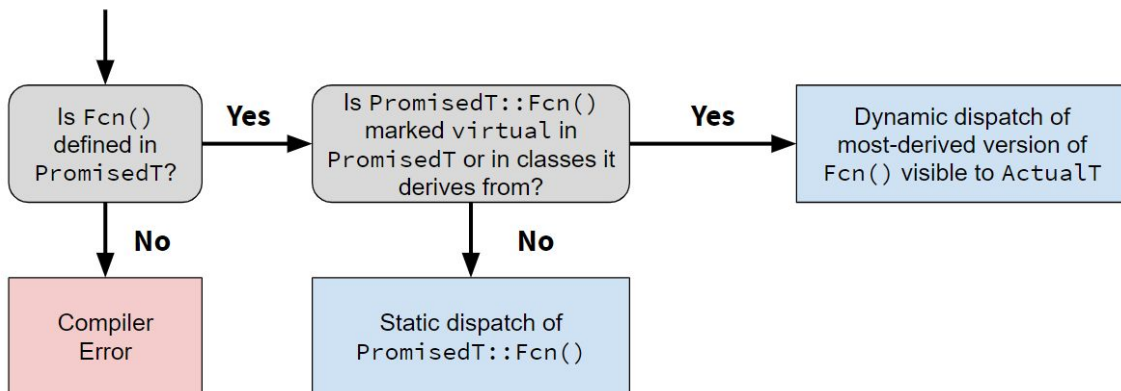 Is Fcn()
defined in
PromisedT?
Yes
Is PromisedT::Fcn()
marked virtual in
PromisedT or in classes it
derives from?
Yes
Dynamic dispatch of
most-derived version of
Fcn() visible to ActualT
No
No
Compiler
Error
Static dispatch of
PromisedT::Fcn()